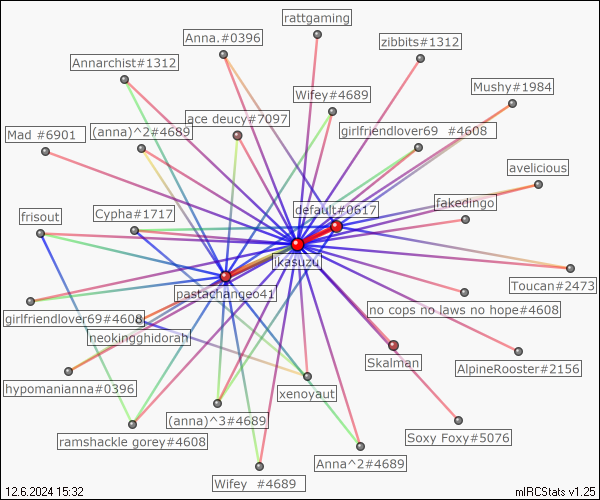 rattgaming
Anna.#0396
zibbits#1312
Annarchist#1312
Mushy#1984
Wifey#4689
ace deucy#7097
Mad #6901
(anna)^2#4689
girlfriendlover69 #4608
avelicious
fakedingo
default#0617
frisout
Cypha#1717
ikasuzu
Toucan#2473
pastachangeo41
no cops no laws no hope#4608
girlfriendlover69#4608
neokingghidorah
Skalman
AlpineRooster#2156
hypomanianna#0396
xenoyaut
(anna)^3#4689
ramshackle gorey#4608
Soxy Foxy#5076
Anna^2#4689
Wifey #4689
12.6.2024 15:32
mIRCStats v1.25